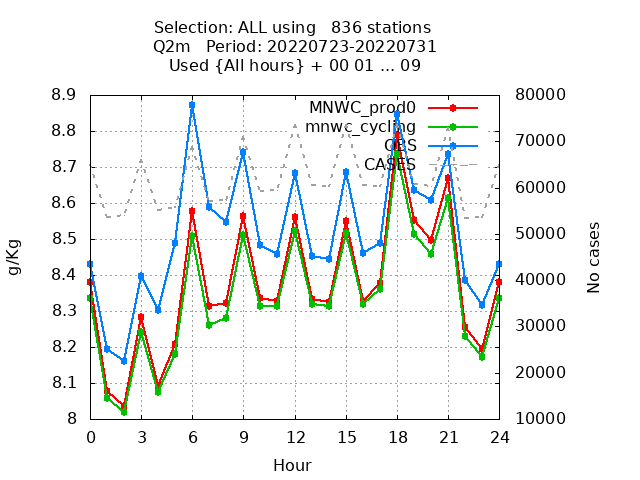 Selection: ALL using   836 stations
Q2m   Period: 20220723-20220731
Used {All hours} + 00 01 ... 09
8.9
8.8
8.7
8.6
8.5
8.4
8.3
8.2
8.1
8
80000
70000
60000
50000
40000
30000
20000
10000
MNWC_prod0
mnwc_cycling
OBS
CASES
g/Kg
No cases
0 3 6 9 12 15 18 21 24
Hour